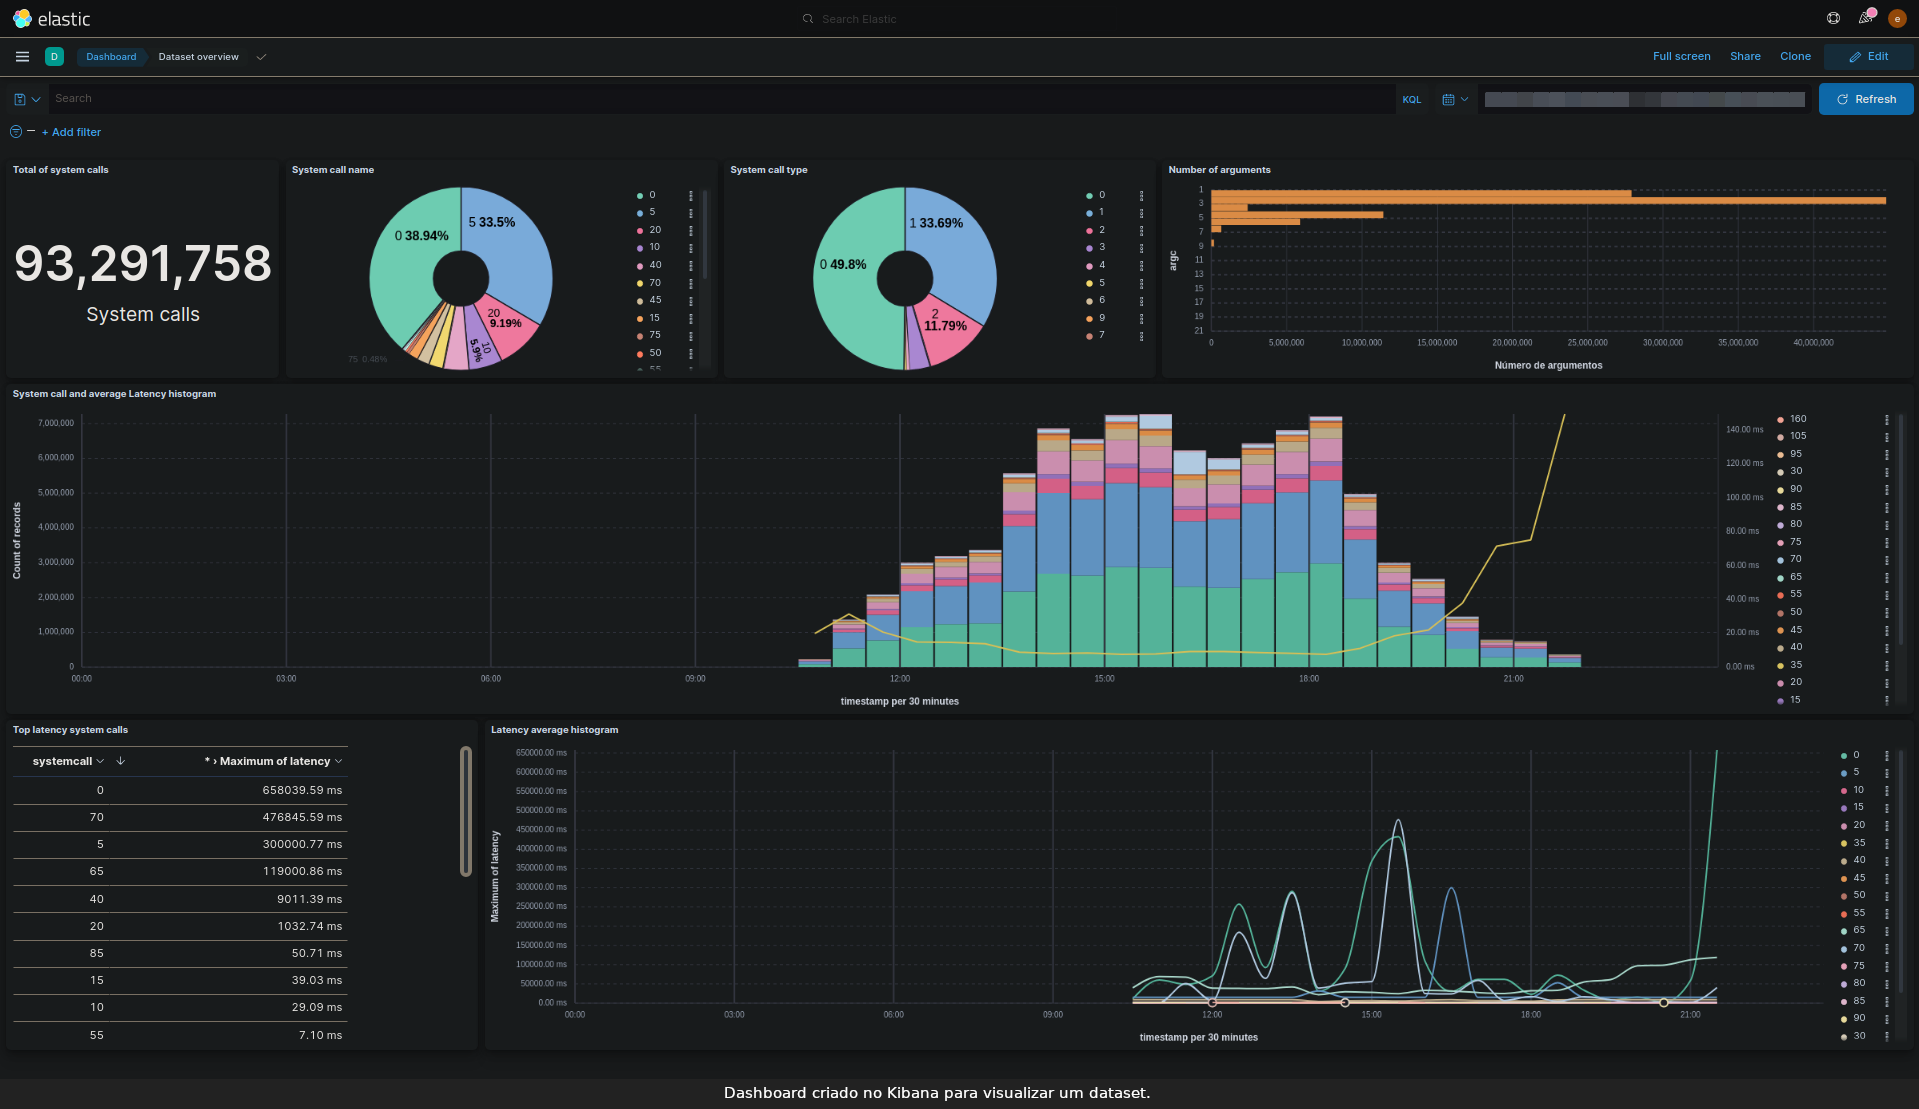 elastic
Search Elastic
e
D
Dashboard
Dataset overview
Full screen
Share
Clone
Edit
Search
KQL
Refresh
+ Add filter
Total of system calls
93,291,758
System calls
System call name
0 38.94%
5 33.5%
20
9.19%
10
5.9%
75 0.48%
0
5
20
10
40
70
45
15
75
50
55
System call type
0 49.8%
1 33.69%
2
11.79%
0
1
2
3
4
5
6
9
7
Number of arguments
argc
1
3
5
7
9
11
13
15
17
19
21
0
5,000,000
10,000,000
15,000,000
20,000,000
25,000,000
30,000,000
35,000,000
40,000,000
Número de argumentos
System call and average Latency histogram
Count of records
7,000,000
6,000,000
5,000,000
4,000,000
3,000,000
2,000,000
1,000,000
0
00:00
03:00
06:00
09:00
12:00
15:00
18:00
21:00
timestamp per 30 minutes
140.00 ms
120.00 ms
100.00 ms
80.00 ms
60.00 ms
40.00 ms
20.00 ms
0.00 ms
160
105
95
30
90
85
80
75
70
65
55
50
45
40
35
20
15
Top latency system calls
systemcall * › Maximum of latency
0 658039.59 ms
70 476845.59 ms
5 300000.77 ms
65 119000.86 ms
40 9011.39 ms
20 1032.74 ms
85 50.71 ms
15 39.03 ms
10 29.09 ms
55 7.10 ms
Latency average histogram
Maximum of latency
650000.00 ms
600000.00 ms
550000.00 ms
500000.00 ms
450000.00 ms
400000.00 ms
350000.00 ms
300000.00 ms
250000.00 ms
200000.00 ms
150000.00 ms
100000.00 ms
50000.00 ms
0.00 ms
00:00
03:00
06:00
09:00
12:00
15:00
18:00
21:00
timestamp per 30 minutes
0
5
10
15
20
35
40
45
50
55
65
70
75
80
85
90
30
Dashboard criado no Kibana para visualizar um dataset.